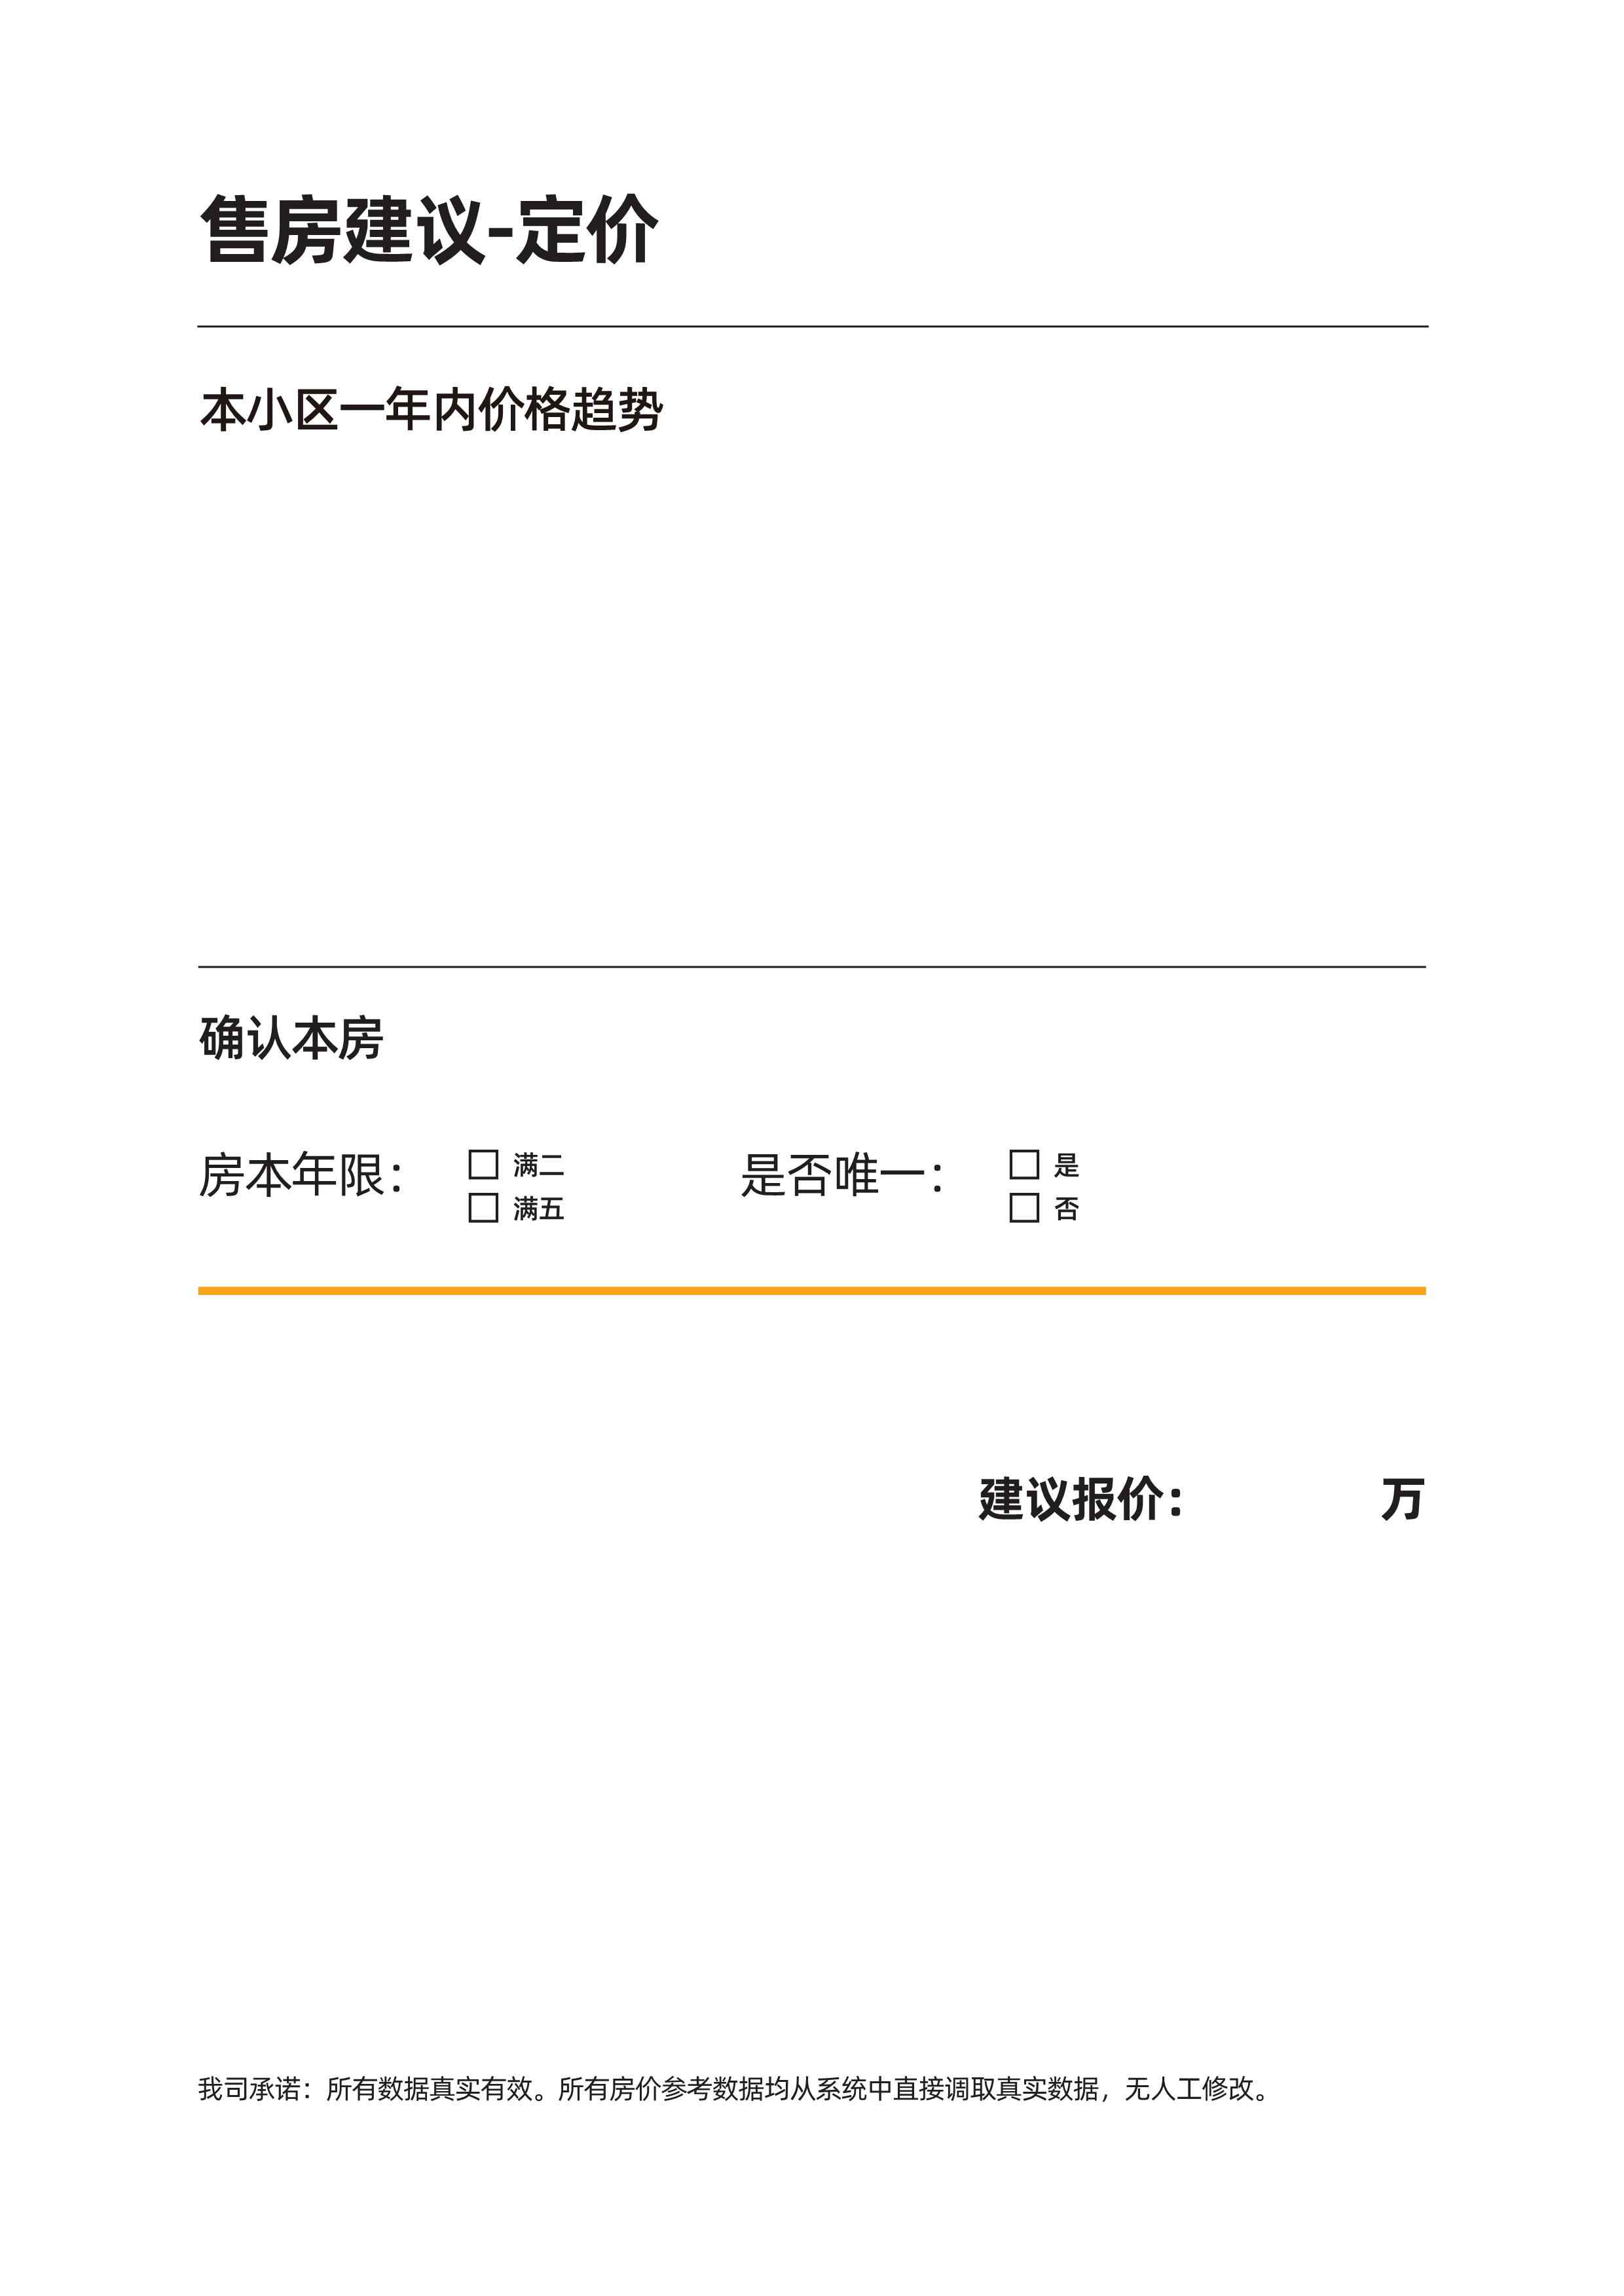 售房建议-定价
本小区一年内价格趋势
确认本房
房本年限： □ 满二 是否唯一： □ 是
□ 满五 □ 否
建议报价： 万
我司承诺：所有数据真实有效。所有房价参考数据均从系统中直接调取真实数据，无人工修改。